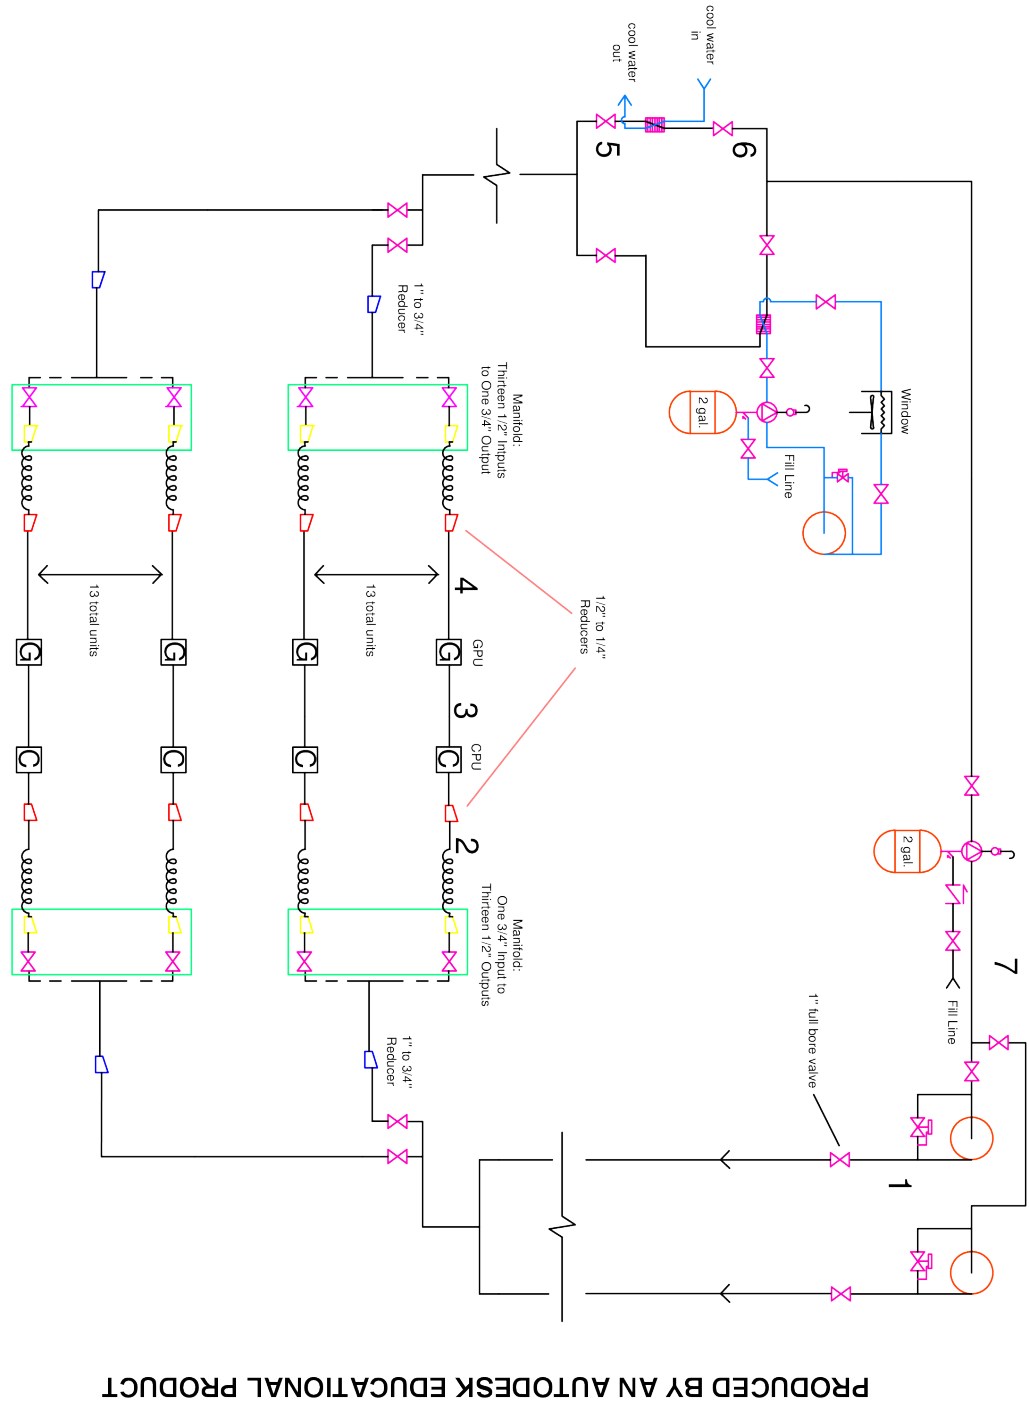 cool water
in
cool water
out
5
6
1" to 3/4"
Reducer
Window
2 gal.
Fill Line
Manifold:
Thirteen 1/2" Intputs
to One 3/4" Output
13 total units
13 total units
4
1/2" to 1/4"
Reducers
G
G
G
G
GPU
3
CPU
C
C
C
C
2
2 gal.
Manifold:
One 3/4" Input to
Thirteen 1/2" Outputs
7
Fill Line
1" full bore valve
1" to 3/4"
Reducer
1
PRODUCED BY AN AUTODESK EDUCATIONAL PRODUCT